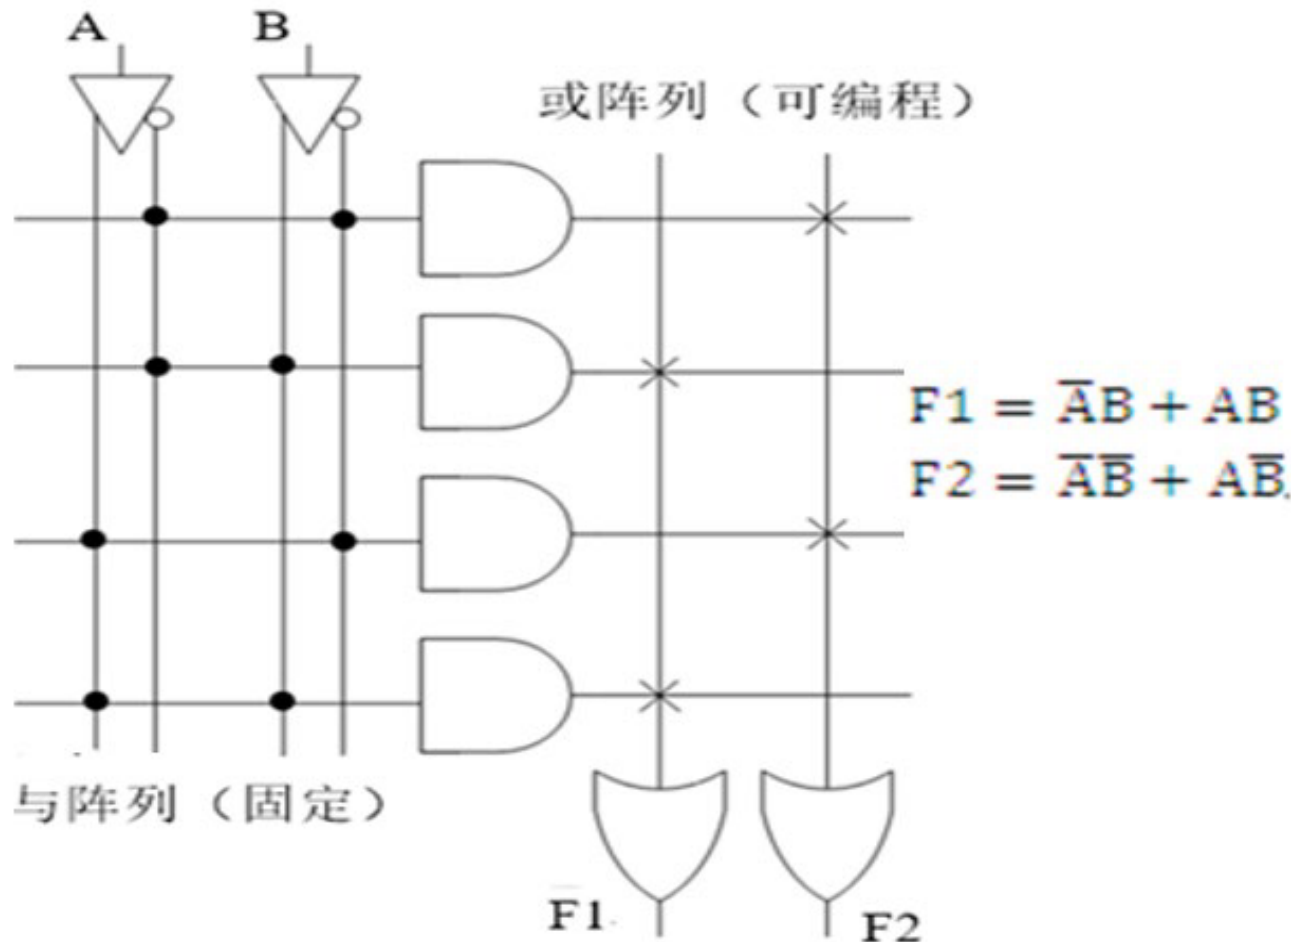 A
B
或阵列（可编程）
F1 = A̅B + AB
F2 = A̅B̅ + AB̅
与阵列（固定）
F1
F2